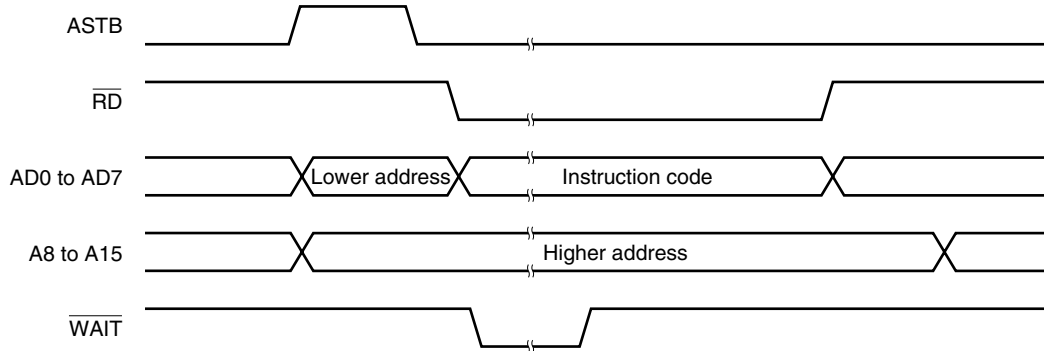 ASTB
RD
AD0 to AD7
Lower address
Instruction code
A8 to A15
Higher address
WAIT